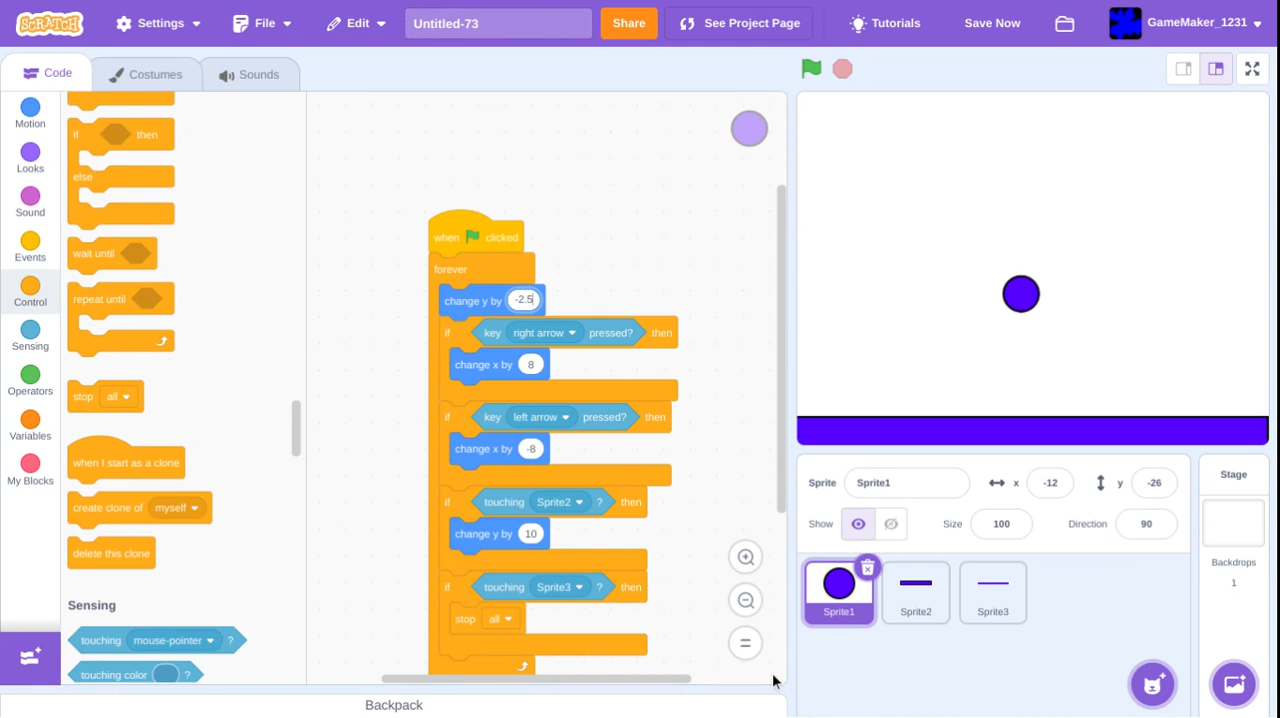 SCRATCH Settings File Edit Untitled-73 Share See Project Page Tutorials Save Now GameMaker_1231
Code Costumes Sounds
Motion
Looks
Sound
Events
Control
Sensing
Operators
Variables
My Blocks
if then
else
wait until
repeat until
stop all
when I start as a clone
create clone of myself
delete this clone
Sensing
touching mouse-pointer ?
touching color ?
when clicked
forever
change y by -2.5
if key right arrow pressed? then
change x by 8
if key left arrow pressed? then
change x by -8
if touching Sprite2 ? then
change y by 10
if touching Sprite3 ? then
stop all
Backpack
Sprite Sprite1 x -12 y -26
Show Size 100 Direction 90
Sprite1 Sprite2 Sprite3
Stage
Backdrops
1